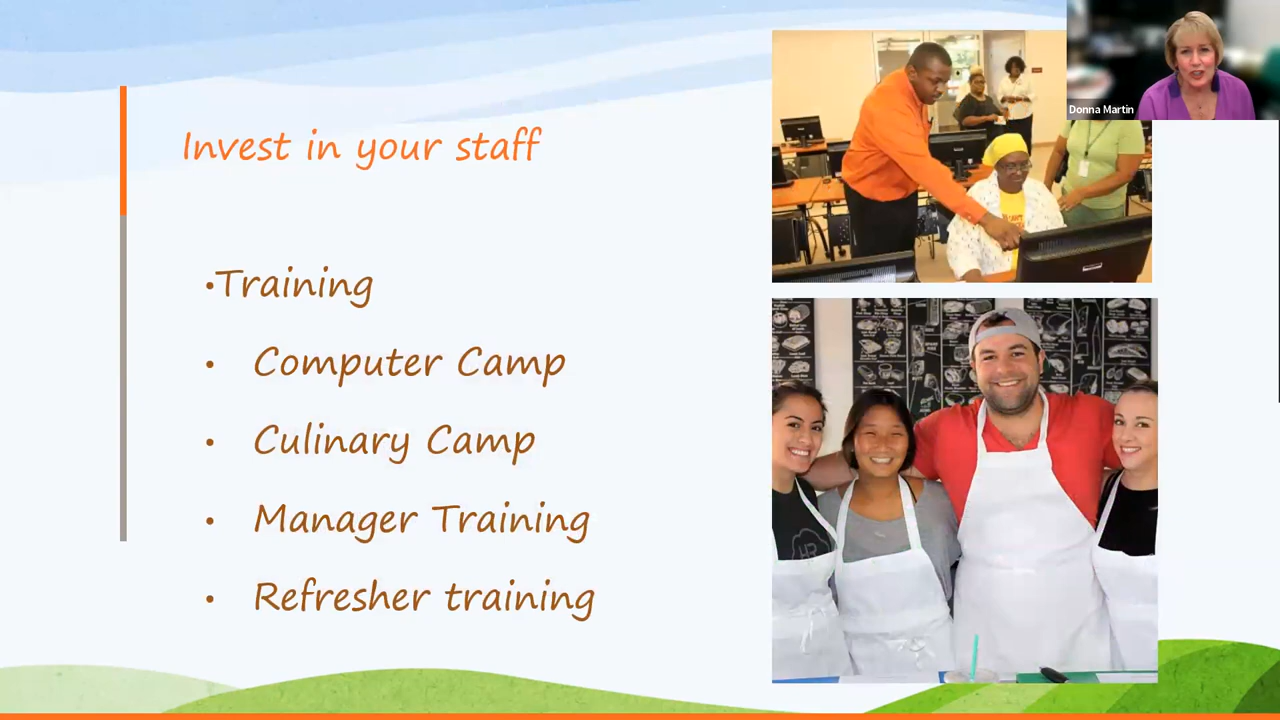 Invest in your staff
•Training
• Computer Camp
• Culinary Camp
• Manager Training
• Refresher training
Donna Martin